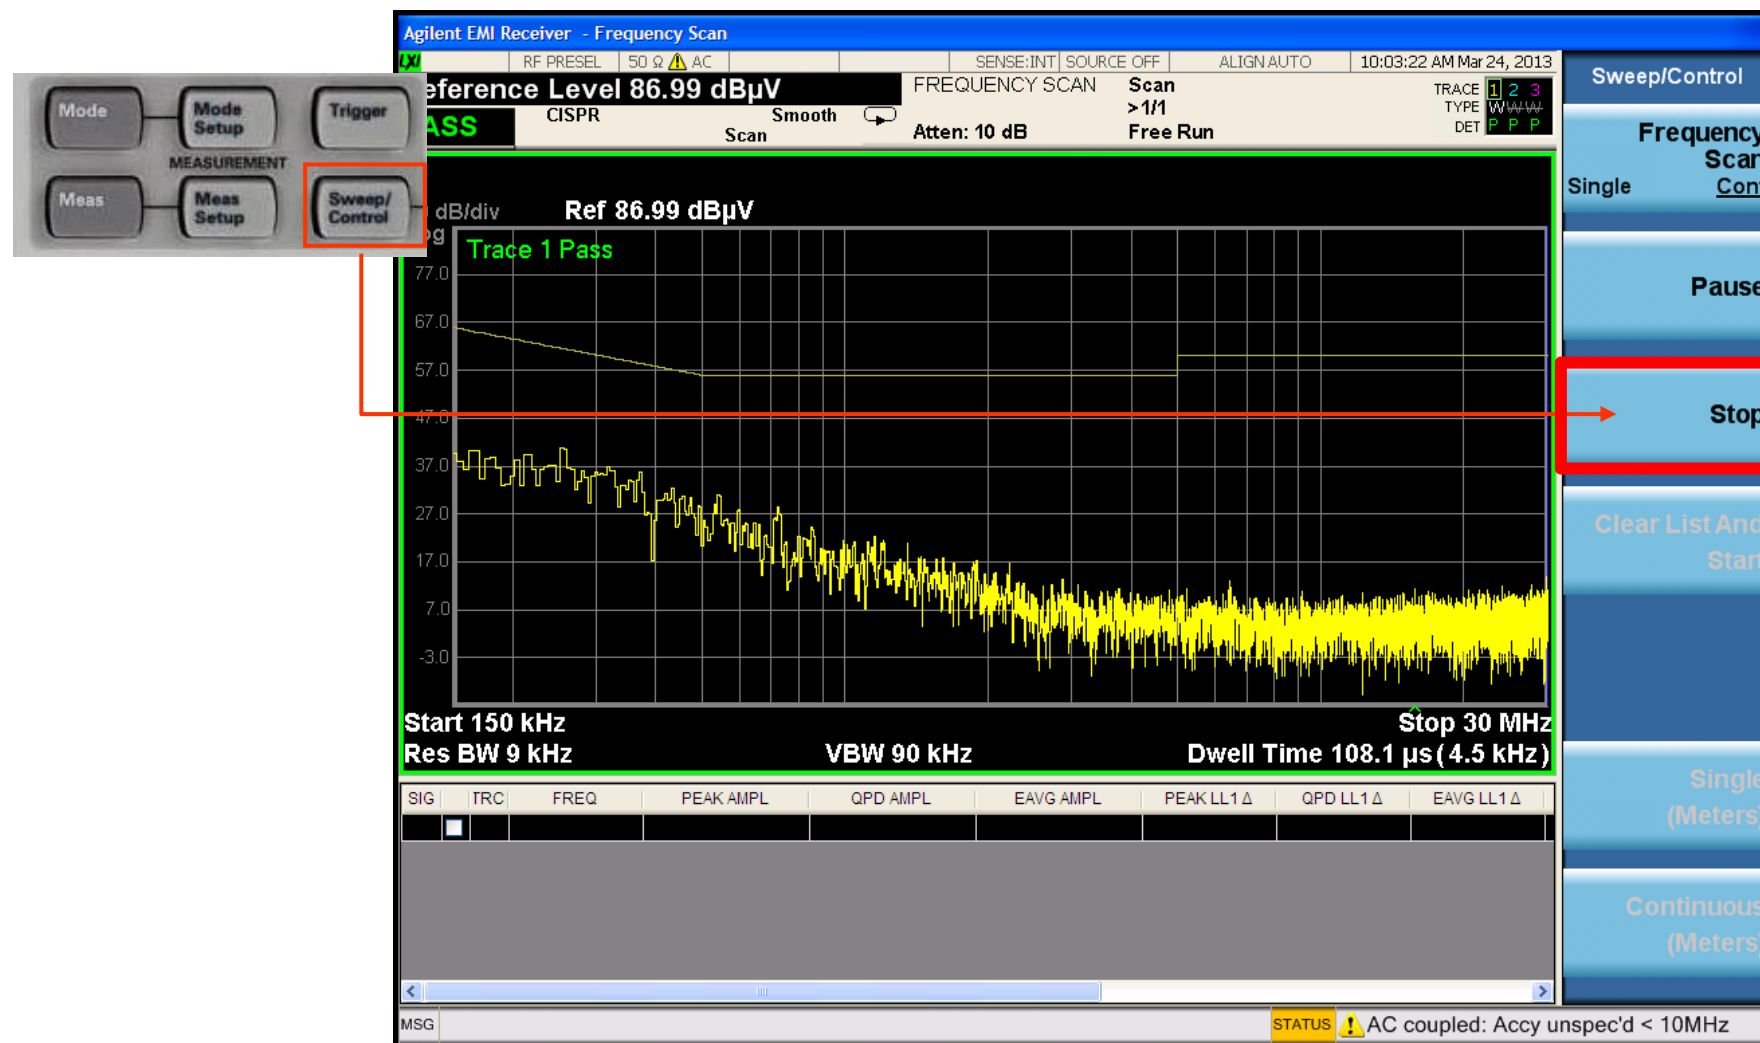 Agilent EMI Receiver - Frequency Scan
LXI RF PRESEL 50 Ω AC SENSE:INT SOURCE OFF ALIGN AUTO 10:03:22 AM Mar 24, 2013
Level 86.99 dBµV
FREQUENCY SCAN
Scan
>1/1
Free Run
CISPR
Smooth
Scan
Atten: 10 dB
TRACE 1 2 3
TYPE W W W
DET P P P
Mode
Mode
Setup
Trigger
MEASUREMENT
Meas
Meas
Setup
Sweep/
Control
dB/div
Ref 86.99 dBµV
Trace 1 Pass
77.0
67.0
57.0
47.0
37.0
27.0
17.0
7.0
-3.0
Start 150 kHz
Stop 30 MHz
Res BW 9 kHz
VBW 90 kHz
Dwell Time 108.1 µs (4.5 kHz)
SIG TRC FREQ PEAK AMPL QPD AMPL EAVG AMPL PEAK LL1 Δ QPD LL1 Δ EAVG LL1 Δ
Sweep/Control
Frequency
Scan
Single
Pause
Stop
Clear List And
Start
Single
(Meters)
Continuous
(Meters)
MSG
STATUS AC coupled: Accy unspec'd < 10MHz